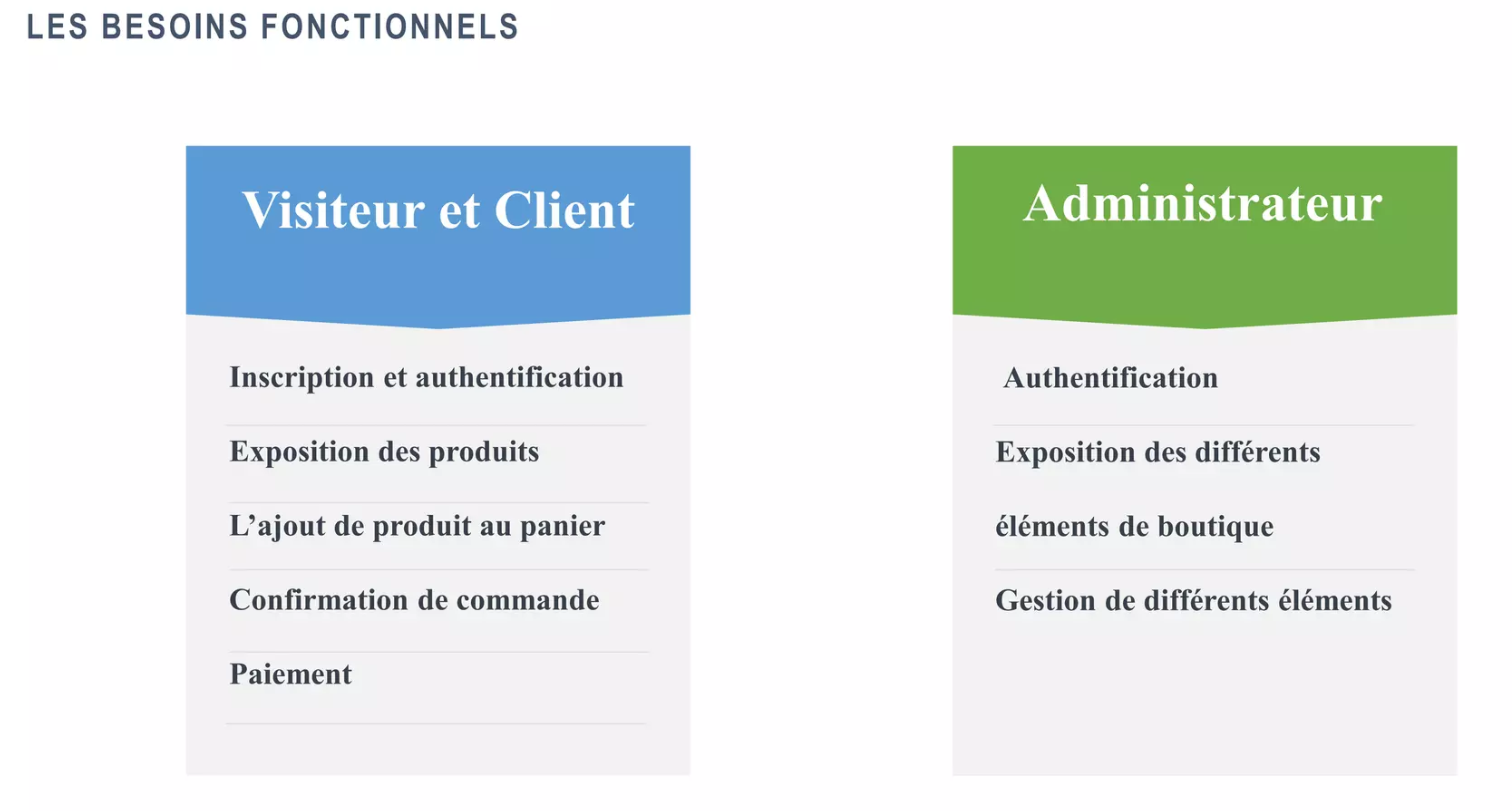 LES BESOINS FONCTIONNELS
Visiteur et Client
Inscription et authentification
Exposition des produits
L’ajout de produit au panier
Confirmation de commande
Paiement
Administrateur
Authentification
Exposition des différents
éléments de boutique
Gestion de différents éléments